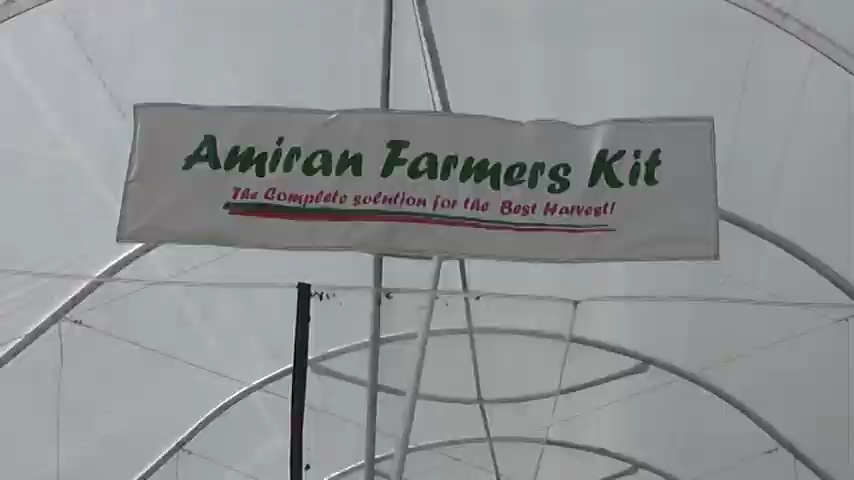 Amiran Farmers Kit
The Complete solution for the Best Harvest!